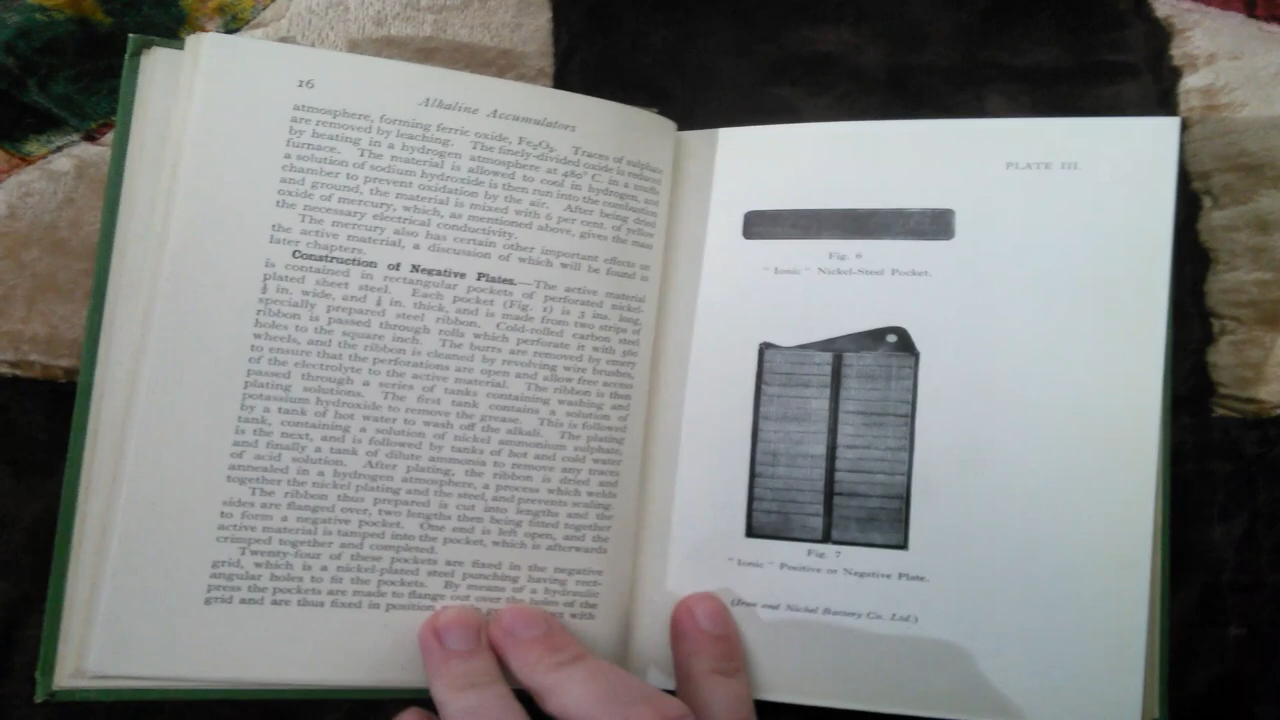 16
Alkaline Accumulators
atmosphere, forming ferric oxide, Fe₂O₃. Traces of sulphate
are removed by leaching. The finely-divided oxide is reduced
by heating in a hydrogen atmosphere at 480° C. in a muffle
furnace. The material is allowed to cool in hydrogen, and
a solution of sodium hydroxide is then run into the combustion
chamber to prevent oxidation by the air. After being dried
and ground, the material is mixed with 6 per cent. of yellow
oxide of mercury, which, as mentioned above, gives the mass
the necessary electrical conductivity.
The mercury also has certain other important effects on
the active material, a discussion of which will be found in
later chapters.
Construction of Negative Plates.—The active material
is contained in rectangular pockets of perforated nickel-
plated sheet steel. Each pocket (Fig. 1) is 3 ins. long,
in. wide, and in. thick, and is made from two strips of
specially prepared steel ribbon. Cold-rolled carbon steel
ribbon is passed through rolls which perforate it with 560
holes to the square inch. The burrs are removed by emery
wheels, and the ribbon is cleaned by revolving wire brushes,
to ensure that the perforations are open and allow free access
of the electrolyte to the active material. The ribbon is then
passed through a series of tanks containing washing and
plating solutions. The first tank contains a solution of
potassium hydroxide to remove the grease. This is followed
by a tank of hot water to wash off the alkali. The plating
tank, containing a solution of nickel ammonium sulphate,
is the next, and is followed by tanks of hot and cold water
and finally a tank of dilute ammonia to remove any traces
of acid solution. After plating, the ribbon is dried and
annealed in a hydrogen atmosphere, a process which welds
together the nickel plating and the steel, and prevents scaling.
The ribbon thus prepared is cut into lengths and the
sides are flanged over, two lengths then being fitted together
to form a negative pocket. One end is left open, and the
active material is tamped into the pocket, which is afterwards
crimped together and completed.
Twenty-four of these pockets are fixed in the negative
grid, which is a nickel-plated steel punching having rect-
angular holes to fit the pockets. By means of a hydraulic
press the pockets are made to flange out over the holes of the
grid and are thus fixed in position with
PLATE III.
Fig. 6
"Ionic" Nickel-Steel Pocket.
Fig. 7
"Ionic" Positive or Negative Plate.
(Iron and Nickel Battery Co. Ltd.)